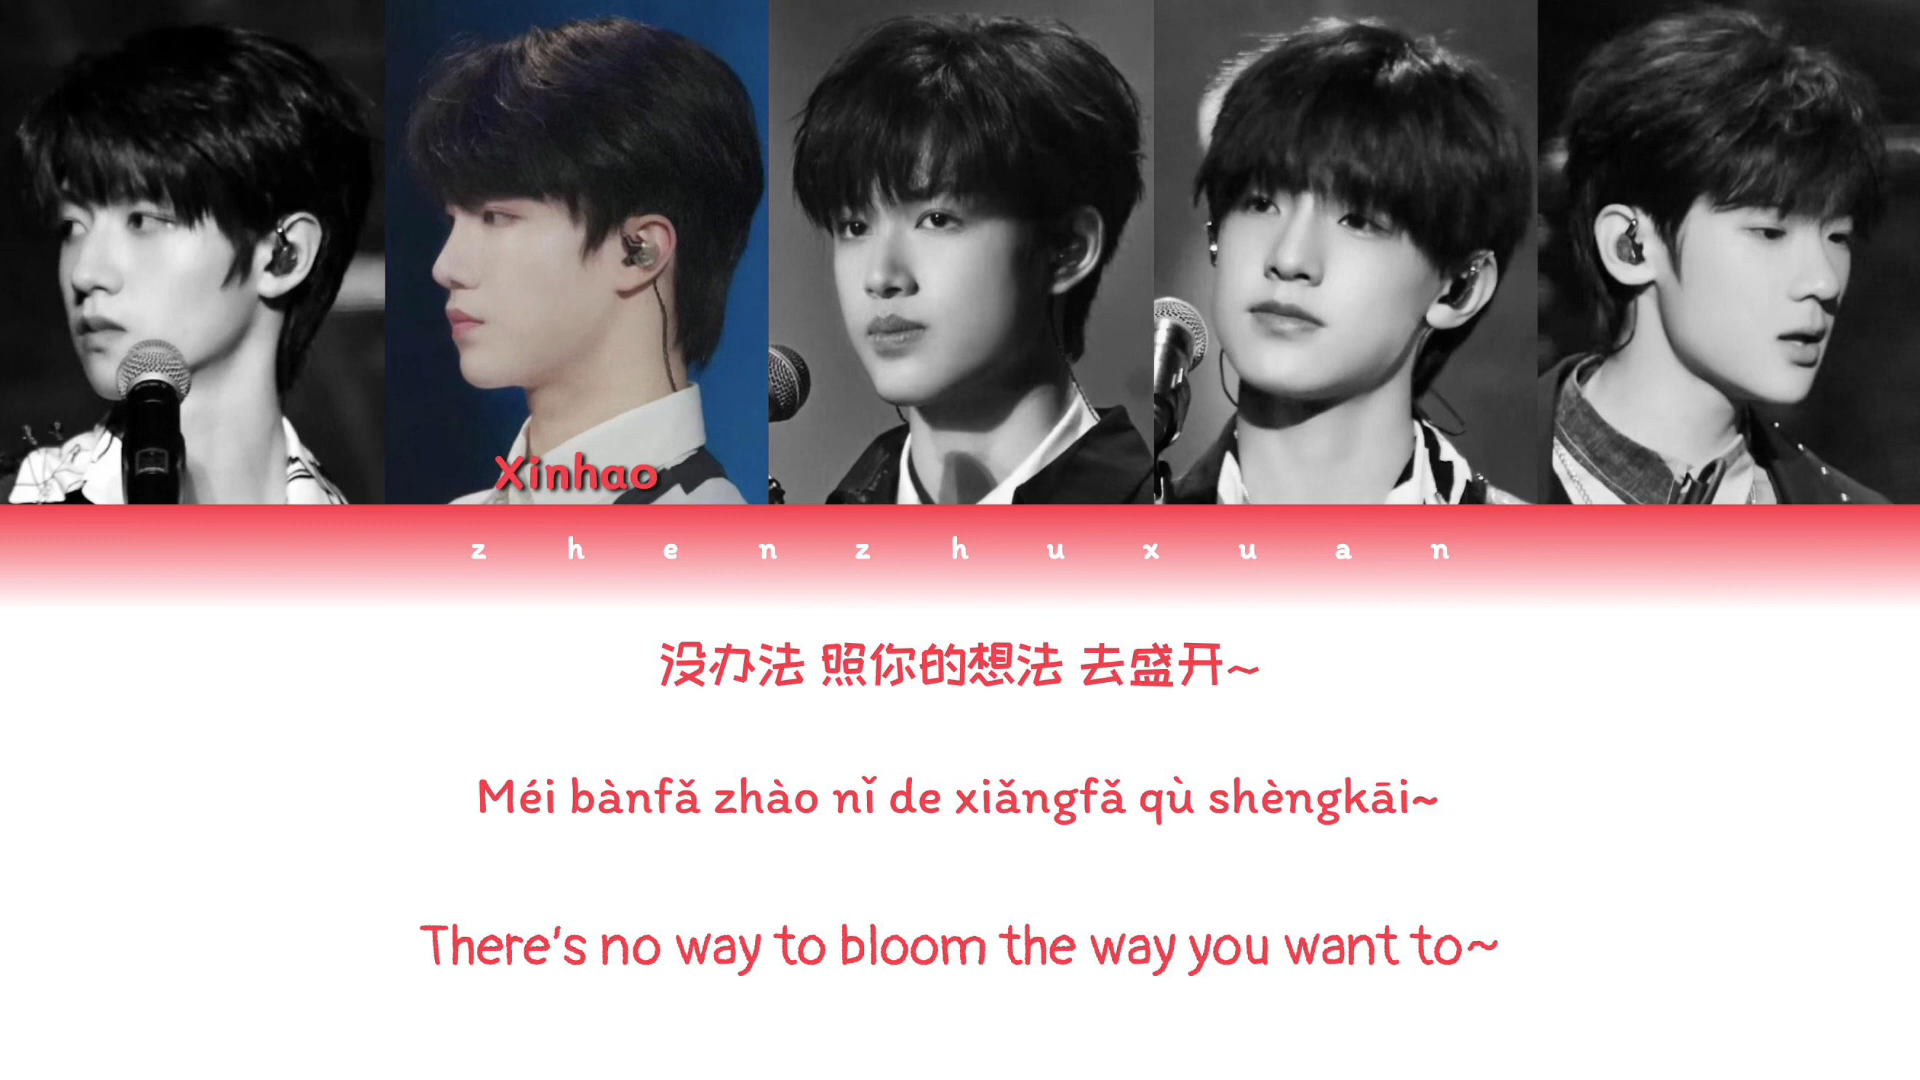 Xinhao
zhenzhuxuan
没办法 照你的想法 去盛开~
Méi bànfǎ zhào nǐ de xiǎngfǎ qù shèngkāi~
There's no way to bloom the way you want to~